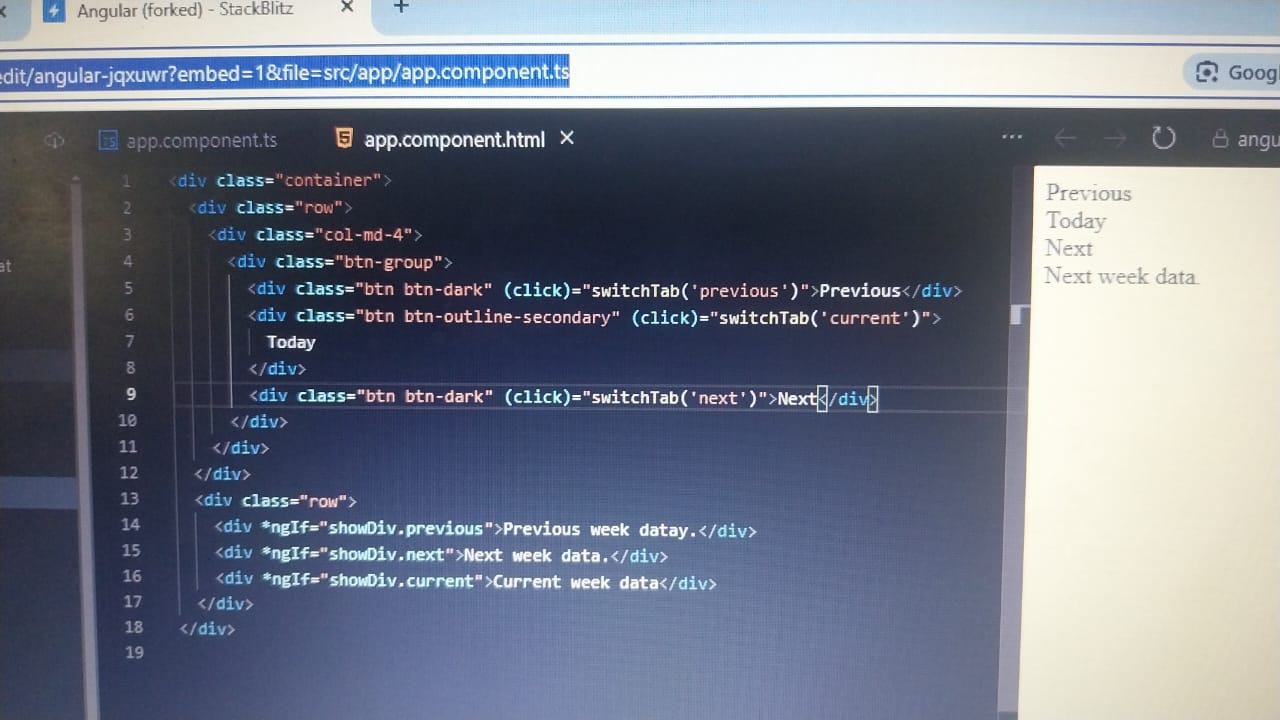 Angular (forked) - StackBlitz
edit/angular-jqxuwr?embed=1&file=src/app/app.component.ts
app.component.ts
app.component.html
1 <div class="container">
2 <div class="row">
3 <div class="col-md-4">
4 <div class="btn-group">
5 <div class="btn btn-dark" (click)="switchTab('previous')">Previous</div>
6 <div class="btn btn-outline-secondary" (click)="switchTab('current')">
7 Today
8 </div>
9 <div class="btn btn-dark" (click)="switchTab('next')">Next</div>
10 </div>
11 </div>
12 </div>
13 <div class="row">
14 <div *ngIf="showDiv.previous">Previous week datay.</div>
15 <div *ngIf="showDiv.next">Next week data.</div>
16 <div *ngIf="showDiv.current">Current week data</div>
17 </div>
18 </div>
19
Previous
Today
Next
Next week data.